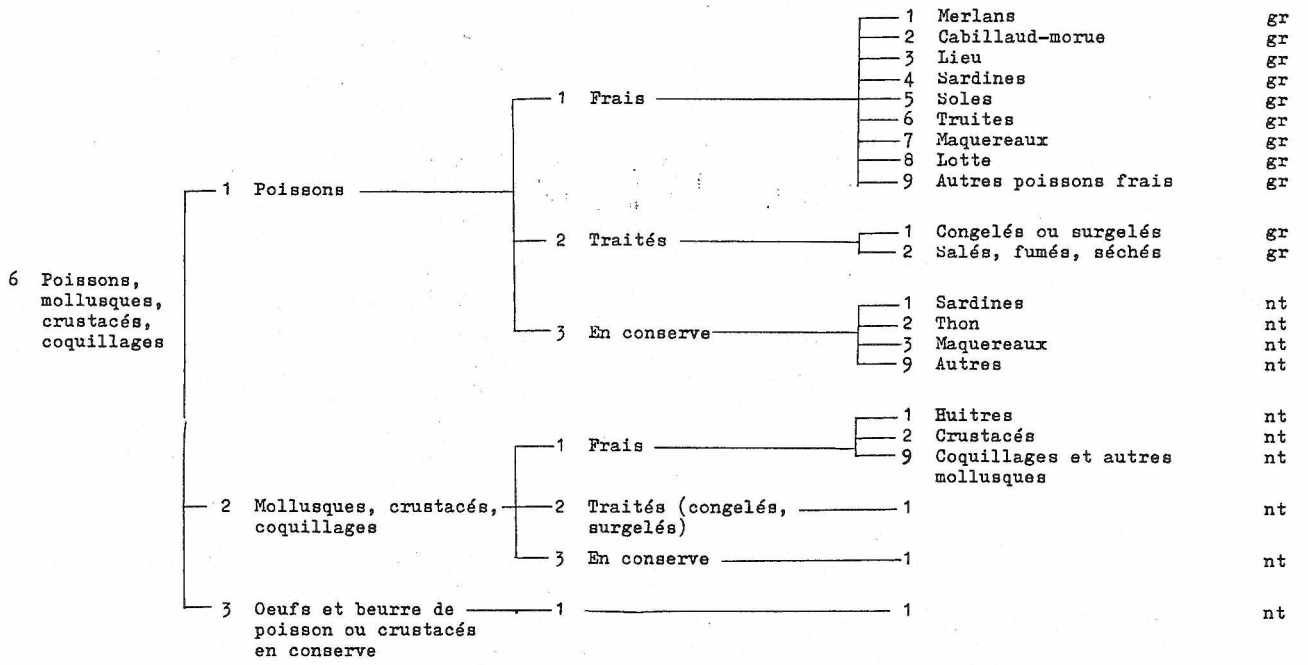 1 Merlans gr
2 Cabillaud-morue gr
3 Lieu gr
4 Sardines gr
1 Frais 5 Soles gr
6 Truites gr
7 Maquereaux gr
8 Lotte gr
1 Poissons 9 Autres poissons frais gr
1 Congelés ou surgelés gr
2 Traités
2 Salés, fumés, séchés gr
6 Poissons,
mollusques,
crustacés,
coquillages
1 Sardines nt
2 Thon nt
3 En conserve
3 Maquereaux nt
9 Autres nt
1 Huitres nt
1 Frais 2 Crustacés nt
9 Coquillages et autres nt
mollusques
2 Mollusques, crustacés, 2 Traités (congelés, 1 nt
coquillages surgelés)
3 En conserve 1 nt
3 Oeufs et beurre de 1 1 nt
poisson ou crustacés
en conserve